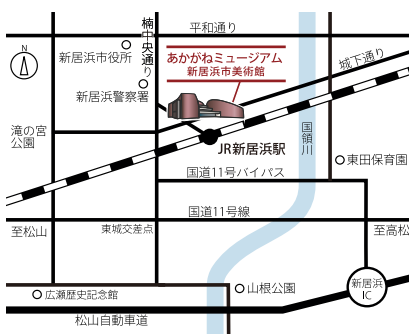 平和通り
楠中央通り
N
新居浜市役所
あかがねミュージアム
新居浜市美術館
城下通り
新居浜警察署
滝の宮
公園
国領川
JR新居浜駅
東田保育園
国道11号バイパス
国道11号線
至松山
東城交差点
至高松
新居浜
IC
広瀬歴史記念館
山根公園
松山自動車道